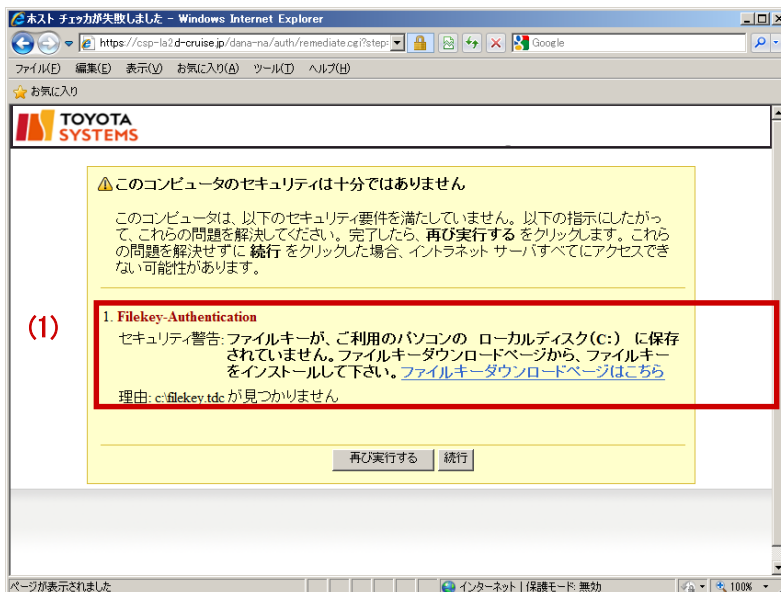 ホスト チェッカが失敗しました - Windows Internet Explorer
https://csp-la2.d-cruise.jp/dana-na/auth/remediate.cgi?step=
Google
ファイル(F) 編集(E) 表示(V) お気に入り(A) ツール(T) ヘルプ(H)
お気に入り
TOYOTA
SYSTEMS
このコンピュータのセキュリティは十分ではありません
このコンピュータは、以下のセキュリティ要件を満たしていません。以下の指示にしたがっ
て、これらの問題を解決してください。完了したら、再び実行する をクリックします。これら
の問題を解決せずに 続行 をクリックした場合、イントラネット サーバすべてにアクセスでき
ない可能性があります。
(1)
1. Filekey-Authentication
セキュリティ警告: ファイルキーが、ご利用のパソコンの ローカルディスク(C:) に保存
されていません。ファイルキーダウンロードページから、ファイルキー
をインストールして下さい。ファイルキーダウンロードページはこちら
理由: c:\filekey.tdc が見つかりません
再び実行する 続行
ページが表示されました インターネット | 保護モード: 無効 100%